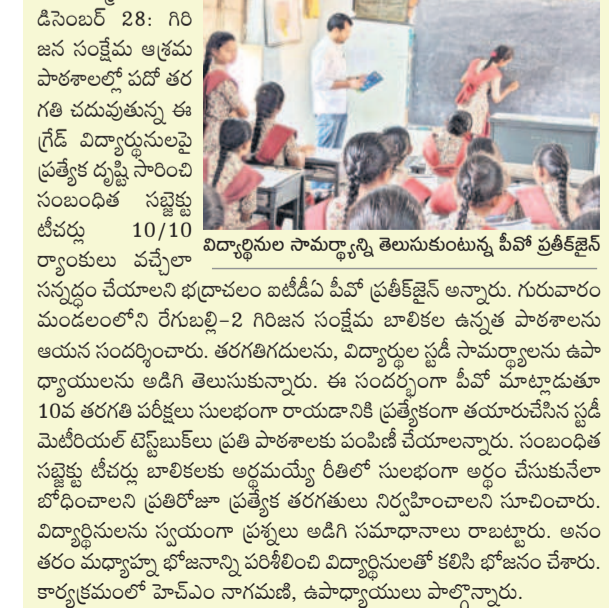 డిసెంబర్ 28: గిరి
జన సంక్షేమ ఆశ్రమ
పాఠశాలల్లో పదో తర
గతి చదువుతున్న ఈ
గ్రేడ్ విద్యార్థునులపై
ప్రత్యేక దృష్టి సారించి
సంబంధిత సబ్జెక్టు
టీచర్లు 10/10
ర్యాంకులు వచ్చేలా
విద్యార్థినుల సామర్థ్యాన్ని తెలుసుకుంటున్న పీవో ప్రతీక్‌జైన్
సన్నద్ధం చేయాలని భద్రాచలం ఐటీడీఏ పీవో ప్రతీక్‌జైన్ అన్నారు. గురువారం
మండలంలోని రేగుబల్లి-2 గిరిజన సంక్షేమ బాలికల ఉన్నత పాఠశాలను
ఆయన సందర్శించారు. తరగతిగదులను, విద్యార్థుల స్టడీ సామర్థ్యాలను ఉపా
ధ్యాయులను అడిగి తెలుసుకున్నారు. ఈ సందర్భంగా పీవో మాట్లాడుతూ
10వ తరగతి పరీక్షలు సులభంగా రాయడానికి ప్రత్యేకంగా తయారుచేసిన స్టడీ
మెటీరియల్ టెస్ట్‌బుక్‌లు ప్రతి పాఠశాలకు పంపిణీ చేయాలన్నారు. సంబంధిత
సబ్జెక్టు టీచర్లు బాలికలకు అర్థమయ్యే రీతిలో సులభంగా అర్థం చేసుకునేలా
బోధించాలని ప్రతిరోజూ ప్రత్యేక తరగతులు నిర్వహించాలని సూచించారు.
విద్యార్థినులను స్వయంగా ప్రశ్నలు అడిగి సమాధానాలు రాబట్టారు. అనం
తరం మధ్యాహ్న భోజనాన్ని పరిశీలించి విద్యార్థినులతో కలిసి భోజనం చేశారు.
కార్యక్రమంలో హెచ్‌ఎం నాగమణి, ఉపాధ్యాయులు పాల్గొన్నారు.